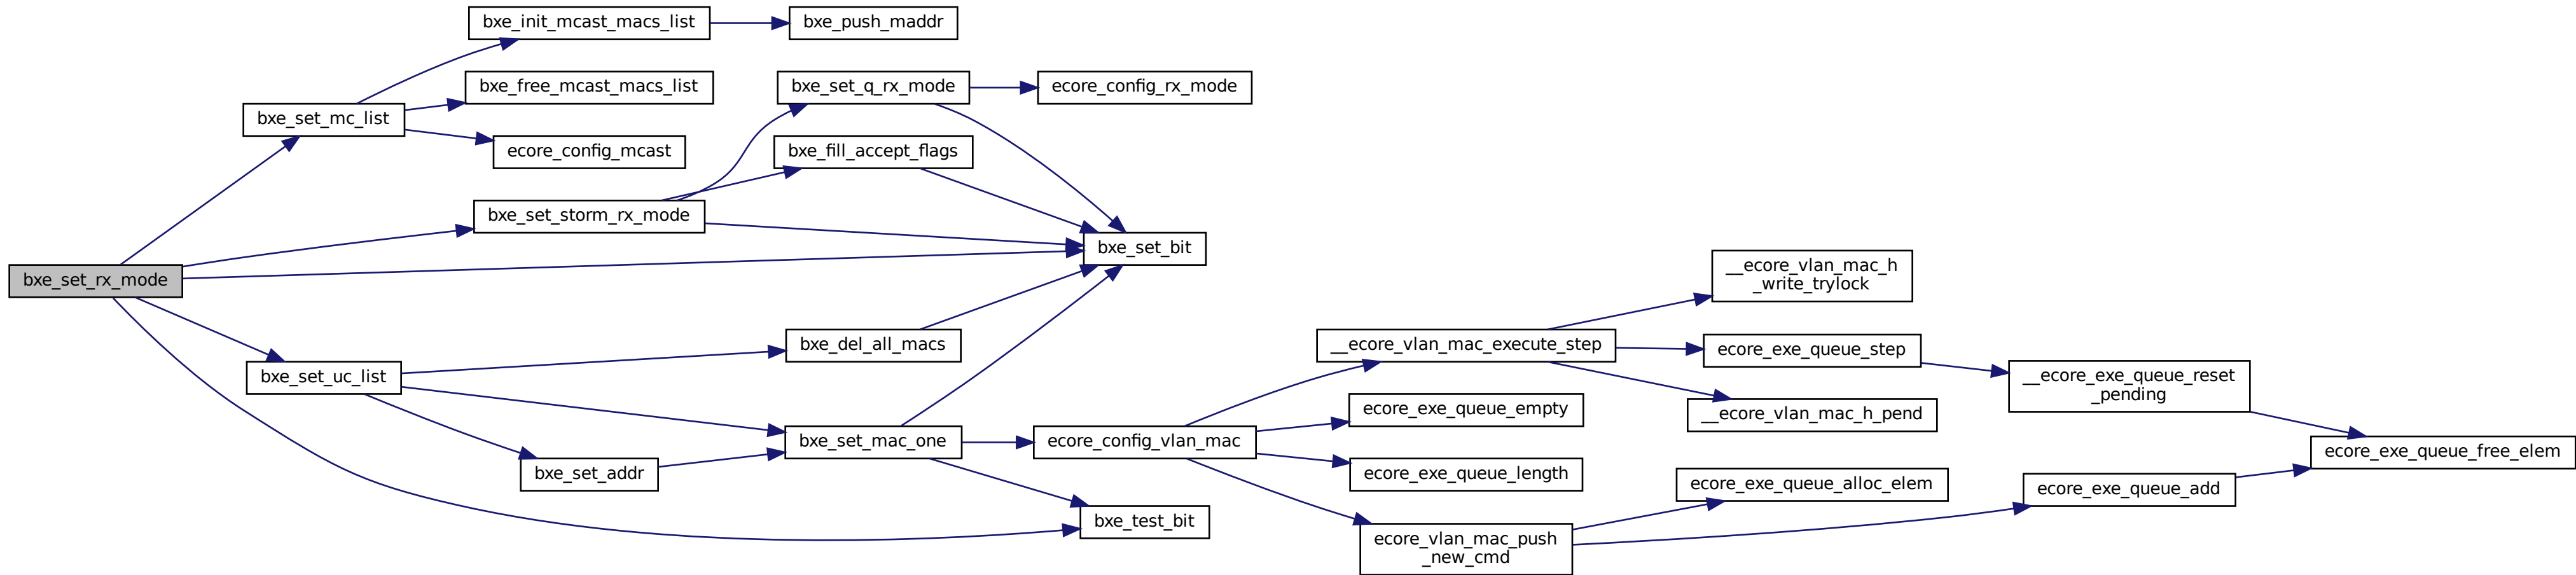 bxe_init_mcast_macs_list
bxe_push_maddr
bxe_free_mcast_macs_list
bxe_set_q_rx_mode
ecore_config_rx_mode
bxe_set_mc_list
ecore_config_mcast
bxe_fill_accept_flags
bxe_set_storm_rx_mode
bxe_set_bit
bxe_set_rx_mode
__ecore_vlan_mac_h
_write_trylock
bxe_del_all_macs
__ecore_vlan_mac_execute_step
ecore_exe_queue_step
bxe_set_uc_list
__ecore_exe_queue_reset
_pending
ecore_exe_queue_empty
__ecore_vlan_mac_h_pend
bxe_set_mac_one
ecore_config_vlan_mac
ecore_exe_queue_free_elem
bxe_set_addr
ecore_exe_queue_length
ecore_exe_queue_alloc_elem
ecore_exe_queue_add
bxe_test_bit
ecore_vlan_mac_push
_new_cmd